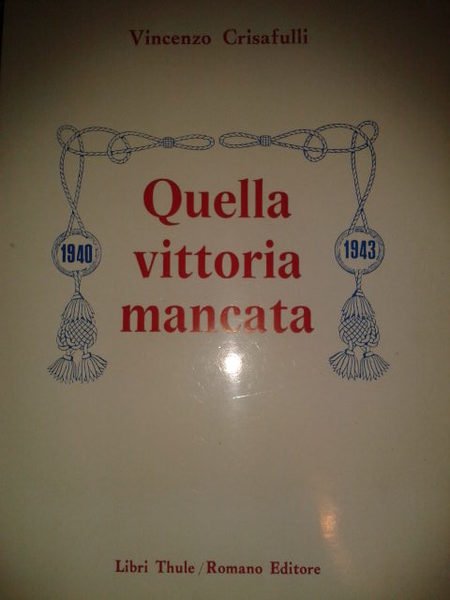 Vincenzo Crisafulli
Quella
1940
vittoria
1943
mancata
Libri Thule/Romano Editore